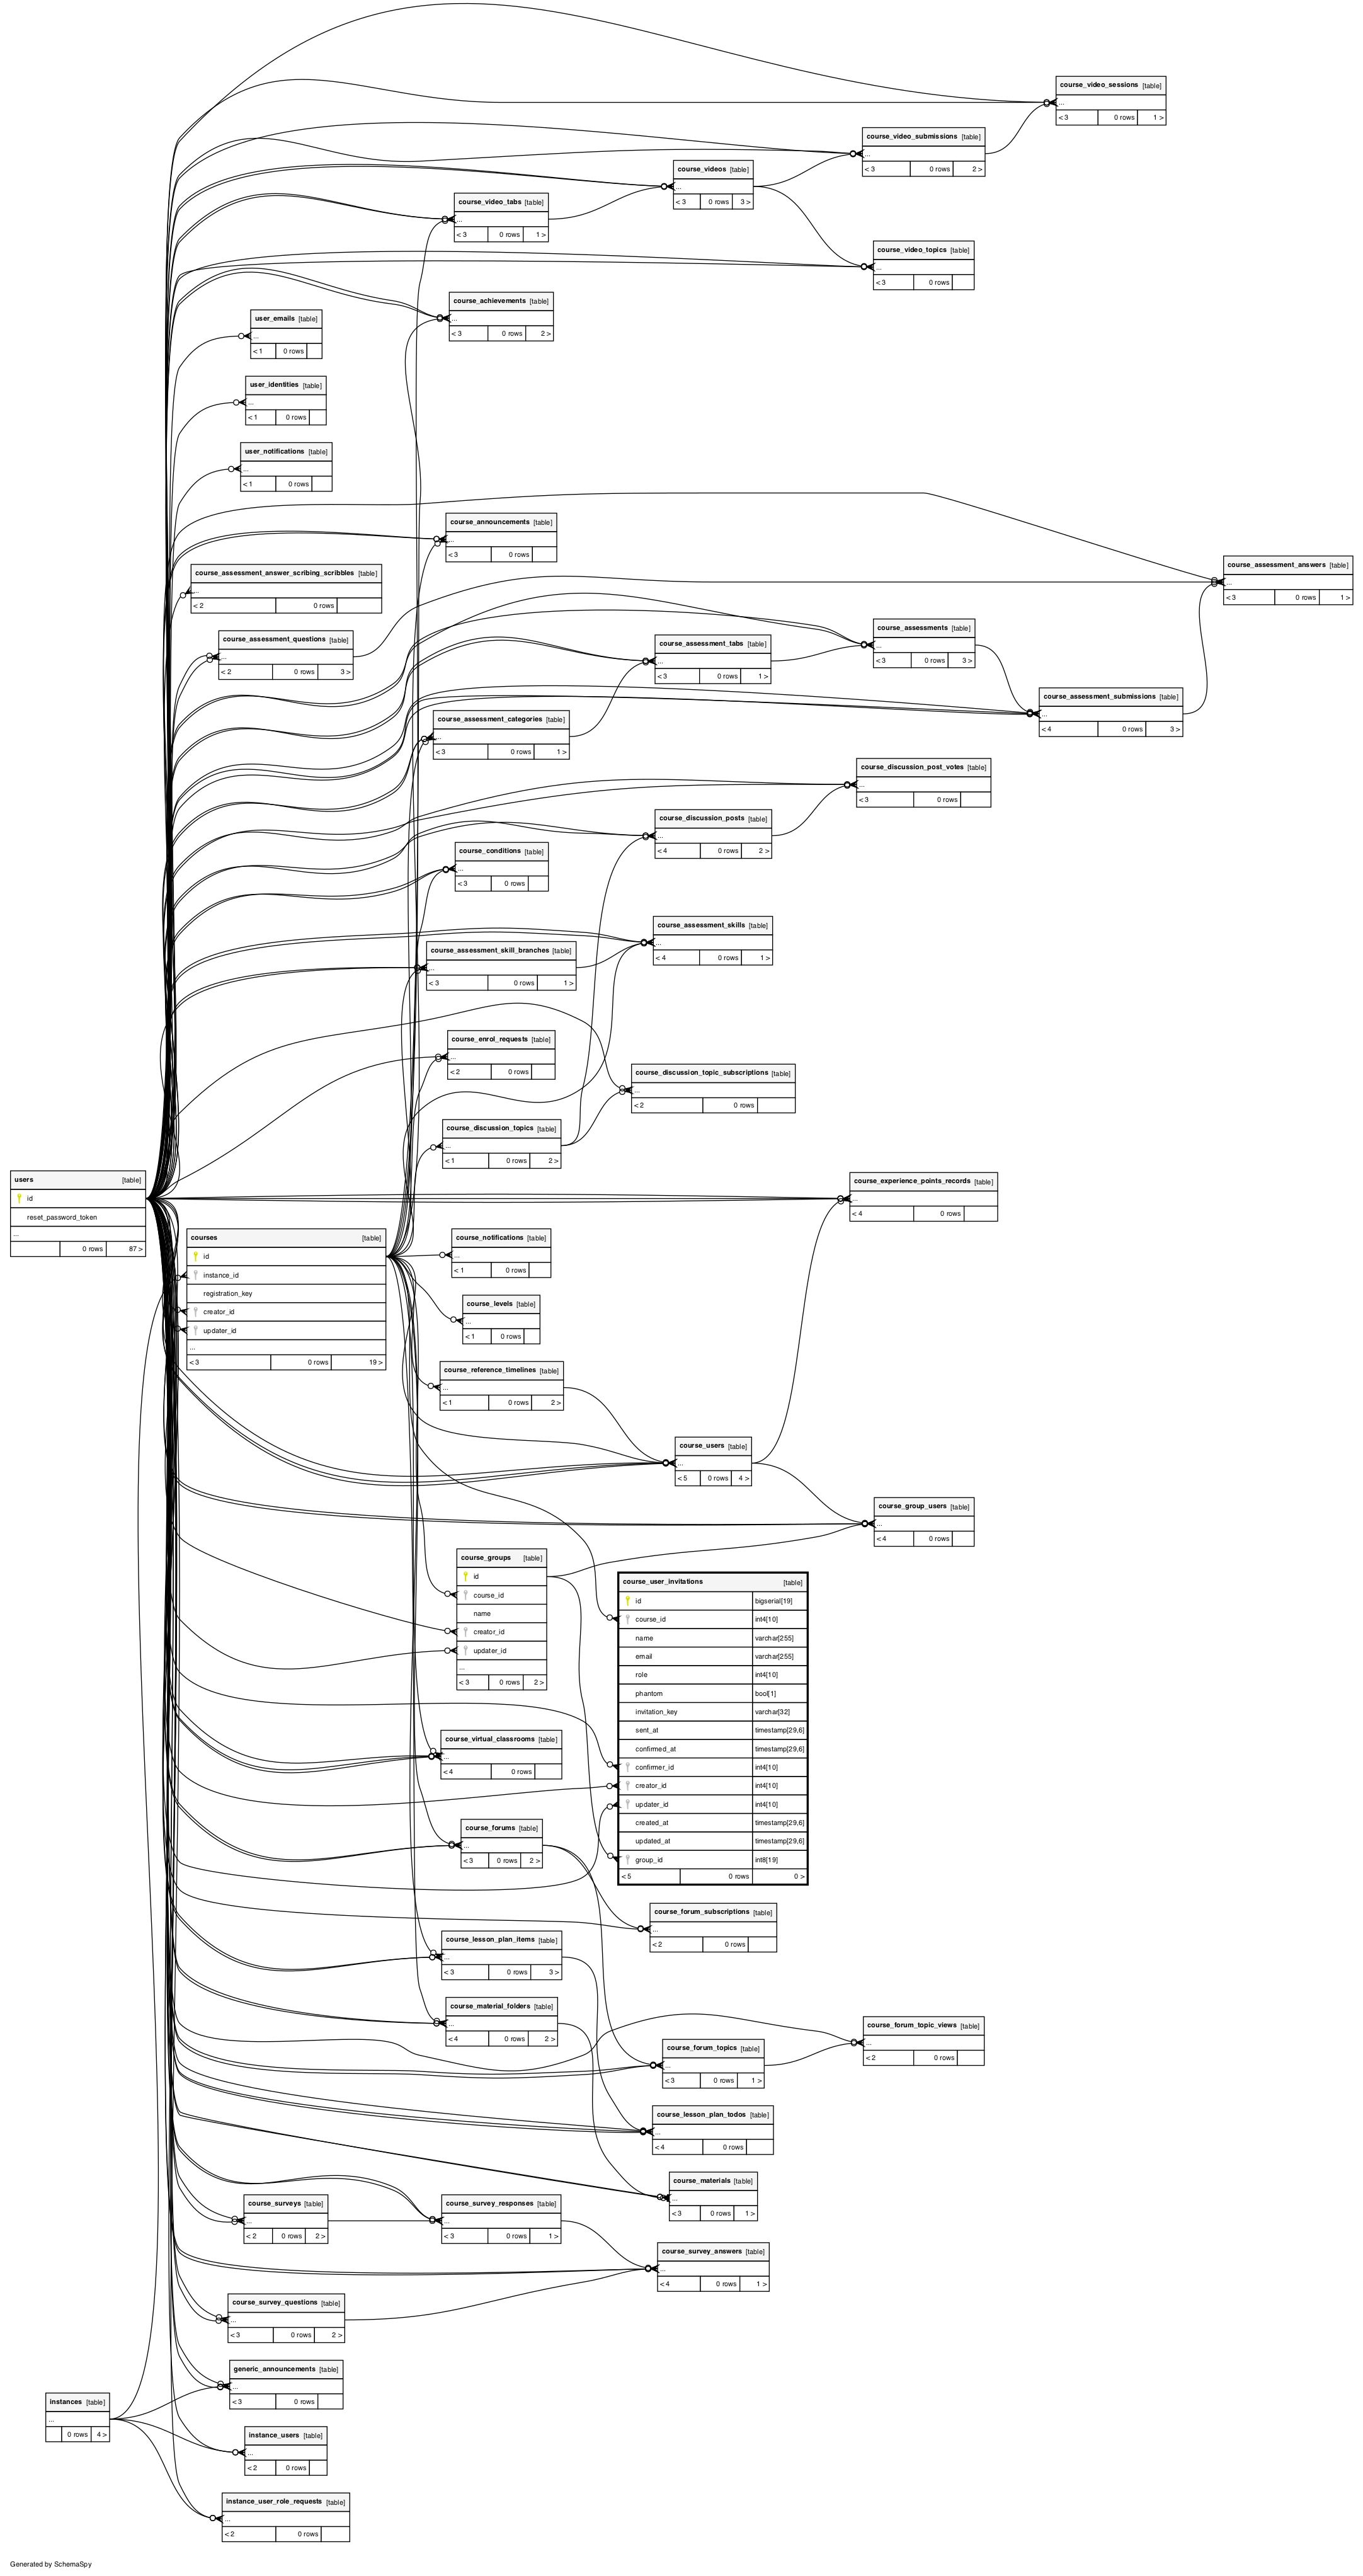 course_video_sessions [table]
...
< 3 0 rows 1 >
course_video_submissions [table]
...
< 3 0 rows 2 >
course_videos [table]
...
< 3 0 rows 3 >
course_video_tabs [table]
...
< 3 0 rows 1 >
course_video_topics [table]
...
< 3 0 rows
course_achievements [table]
...
< 3 0 rows 2 >
user_emails [table]
...
< 1 0 rows
user_identities [table]
...
< 1 0 rows
user_notifications [table]
...
< 1 0 rows
course_announcements [table]
...
< 3 0 rows
course_assessment_answers [table]
...
< 3 0 rows 1 >
course_assessment_answer_scribing_scribbles [table]
...
< 2 0 rows
course_assessments [table]
...
< 3 0 rows 3 >
course_assessment_questions [table]
...
< 2 0 rows 3 >
course_assessment_tabs [table]
...
< 3 0 rows 1 >
course_assessment_submissions [table]
...
< 4 0 rows 3 >
course_assessment_categories [table]
...
< 3 0 rows 1 >
course_discussion_post_votes [table]
...
< 3 0 rows
course_discussion_posts [table]
...
< 4 0 rows 2 >
course_conditions [table]
...
< 3 0 rows
course_assessment_skills [table]
...
< 4 0 rows 1 >
course_assessment_skill_branches [table]
...
< 3 0 rows 1 >
course_enrol_requests [table]
...
< 2 0 rows
course_discussion_topic_subscriptions [table]
...
< 2 0 rows
course_discussion_topics [table]
...
< 1 0 rows 2 >
users [table]
id
reset_password_token
...
0 rows 87 >
course_experience_points_records [table]
...
< 4 0 rows
courses [table]
id
instance_id
registration_key
creator_id
updater_id
...
< 3 0 rows 19 >
course_notifications [table]
...
< 1 0 rows
course_levels [table]
...
< 1 0 rows
course_reference_timelines [table]
...
< 1 0 rows 2 >
course_users [table]
...
< 5 0 rows 4 >
course_group_users [table]
...
< 4 0 rows
course_groups [table]
id
course_id
name
creator_id
updater_id
...
< 3 0 rows 2 >
course_user_invitations [table]
id bigserial[19]
course_id int4[10]
name varchar[255]
email varchar[255]
role int4[10]
phantom bool[1]
invitation_key varchar[32]
sent_at timestamp[29,6]
confirmed_at timestamp[29,6]
confirmer_id int4[10]
creator_id int4[10]
updater_id int4[10]
created_at timestamp[29,6]
updated_at timestamp[29,6]
group_id int8[19]
< 5 0 rows 0 >
course_virtual_classrooms [table]
...
< 4 0 rows
course_forums [table]
...
< 3 0 rows 2 >
course_forum_subscriptions [table]
...
< 2 0 rows
course_lesson_plan_items [table]
...
< 3 0 rows 3 >
course_material_folders [table]
...
< 4 0 rows 2 >
course_forum_topic_views [table]
...
< 2 0 rows
course_forum_topics [table]
...
< 3 0 rows 1 >
course_lesson_plan_todos [table]
...
< 4 0 rows
course_materials [table]
...
< 3 0 rows 1 >
course_surveys [table]
...
< 2 0 rows 2 >
course_survey_responses [table]
...
< 3 0 rows 1 >
course_survey_answers [table]
...
< 4 0 rows 1 >
course_survey_questions [table]
...
< 3 0 rows 2 >
generic_announcements [table]
...
< 3 0 rows
instances [table]
...
0 rows 4 >
instance_users [table]
...
< 2 0 rows
instance_user_role_requests [table]
...
< 2 0 rows
Generated by SchemaSpy